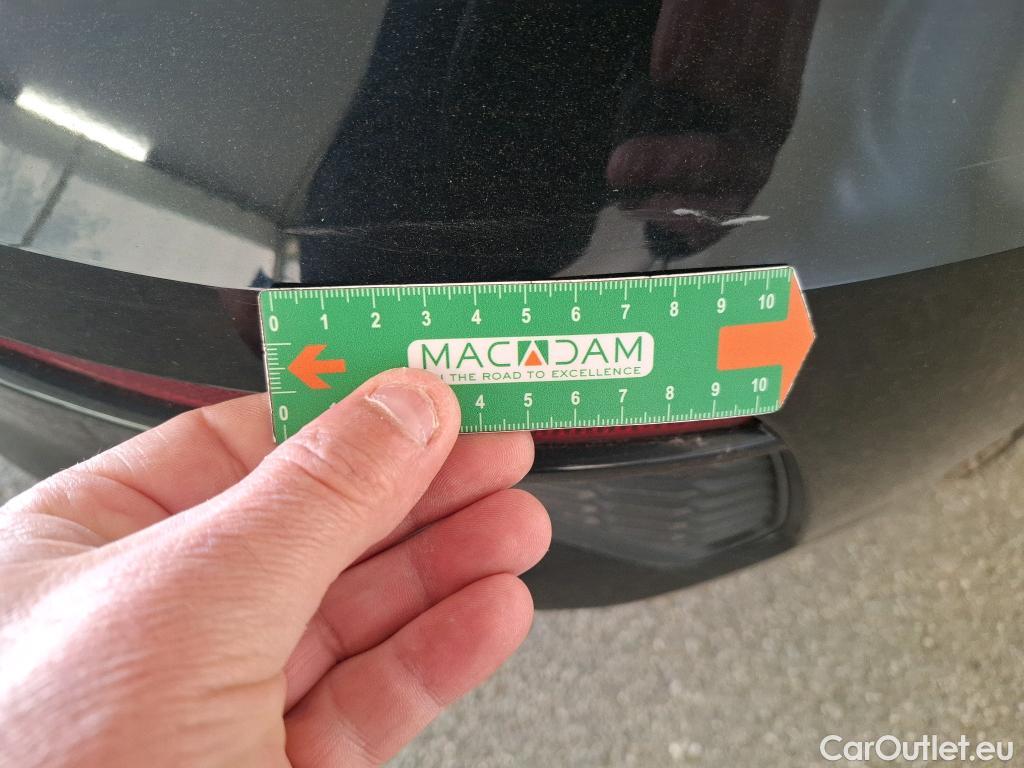 0 1 2 3 4 5 6 7 8 9 10
MACADAM
THE ROAD TO EXCELLENCE
0 4 5 6 7 8 9 10
CarOutlet.eu